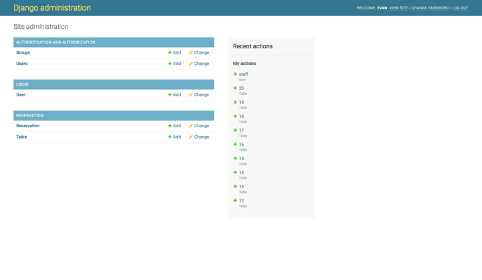 Django administration
WELCOME, EVAN. VIEW SITE / CHANGE PASSWORD / LOG OUT
Site administration
AUTHENTICATION AND AUTHORIZATION
Groups + Add Change
Users + Add Change
LOGIN
User + Add Change
RESERVATION
Reservation + Add Change
Table + Add Change
Recent actions
My actions
+ staff
User
+ 20
Table
+ 19
Table
+ 18
Table
+ 17
Table
+ 16
Table
+ 15
Table
+ 14
Table
+ 13
Table
+ 12
Table